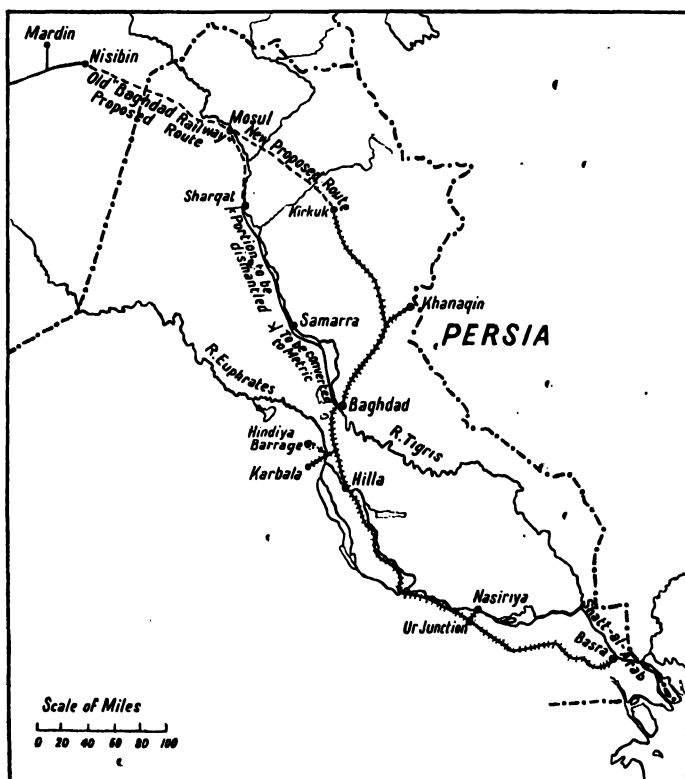 Mardin
Nisibin
Old Baghdad Railway
Proposed Route
Mosul
New Proposed Route
Sharqat
Kirkuk
Portion to be
dismantled
Khanaqin
Samarra
PERSIA
To be converted
to Metric
R. Euphrates
Baghdad
R. Tigris
Hindiya
Barrage
Karbala
Hilla
Nasiriya
Ur Junction
Shatt-al-Arab
Basra
Scale of Miles
0 20 40 60 80 100